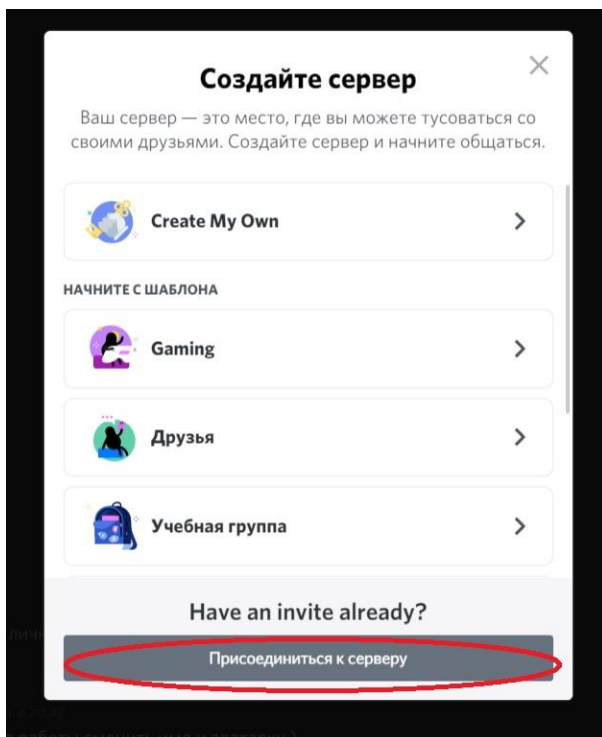 Создайте сервер
Ваш сервер — это место, где вы можете тусоваться со
своими друзьями. Создайте сервер и начните общаться.
Create My Own
НАЧНИТЕ С ШАБЛОНА
Gaming
Друзья
Учебная группа
Have an invite already?
Присоединиться к серверу